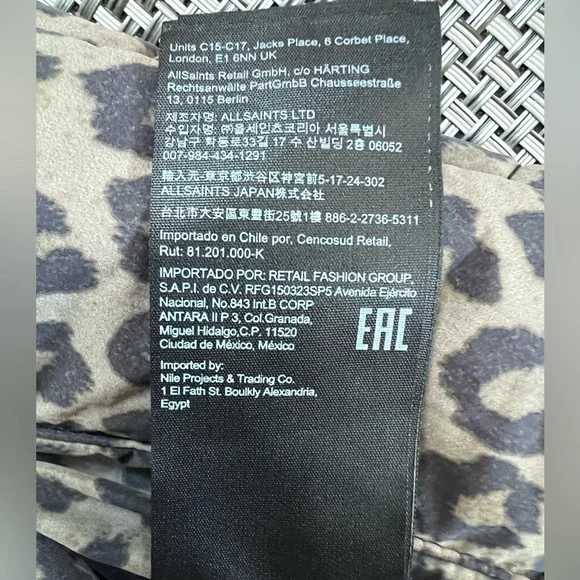 Units C15-C17, Jacks Place, 6 Corbet Place,
London, E1 6NN UK
AllSaints Retail GmbH, c/o HÄRTING
Rechtsanwälte PartGmbB Chausseestraße
13, 0115 Berlin
제조자명: ALLSAINTS LTD
수입자명: ㈜올세인츠코리아 서울특별시
강남구 학동로33길 17 수 산빌딩 2층 06052
007-984-434-1291
輸入元・東京都渋谷区神宮前5-17-24-302
ALLSAINTS JAPAN株式会社
台北市大安區東豐街25號1樓 886-2-2736-5311
Importado en Chile por, Cencosud Retail,
Rut: 81.201.000-K
IMPORTADO POR: RETAIL FASHION GROUP,
S.A.P.I. de C.V. RFG150323SP5 Avenida Ejército
Nacional, No.843 Int.B CORP
ANTARA II P 3, Col.Granada,
Miguel Hidalgo,C.P. 11520
Ciudad de México, México
EAC
Imported by:
Nile Projects & Trading Co.
1 El Fath St. Boulkly Alexandria,
Egypt